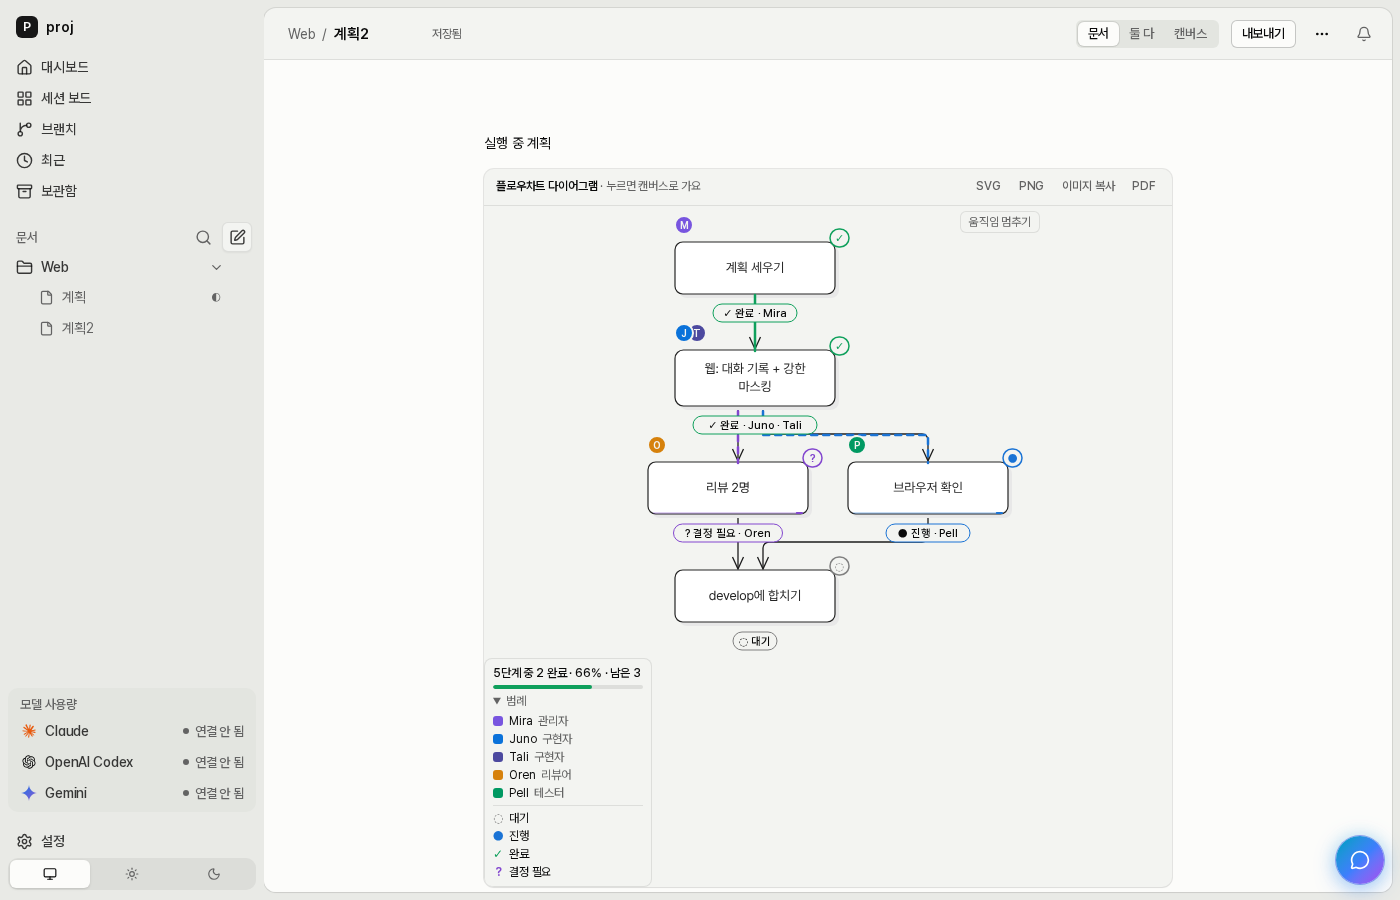 P proj
대시보드
세션 보드
브랜치
최근
보관함
문서
Web
계획
계획2
모델 사용량
Claude 연결 안 됨
OpenAI Codex 연결 안 됨
Gemini 연결 안 됨
설정
Web / 계획2 저장됨 문서 둘 다 캔버스 내보내기
실행 중 계획
플로우차트 다이어그램 · 누르면 캔버스로 가요 SVG PNG 이미지 복사 PDF
움직임 멈추기
M
✓
계획 세우기
✓ 완료 · Mira
J T
✓
웹: 대화 기록 + 강한
마스킹
✓ 완료 · Juno · Tali
O
?
P
리뷰 2명
브라우저 확인
? 결정 필요 · Oren
● 진행 · Pell
develop에 합치기
◌ 대기
5단계 중 2 완료 · 66% · 남은 3
▼ 범례
Mira 관리자
Juno 구현자
Tali 구현자
Oren 리뷰어
Pell 테스터
◌ 대기
● 진행
✓ 완료
? 결정 필요